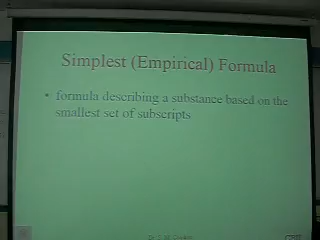 Simplest (Empirical) Formula
• formula describing a substance based on the
smallest set of subscripts